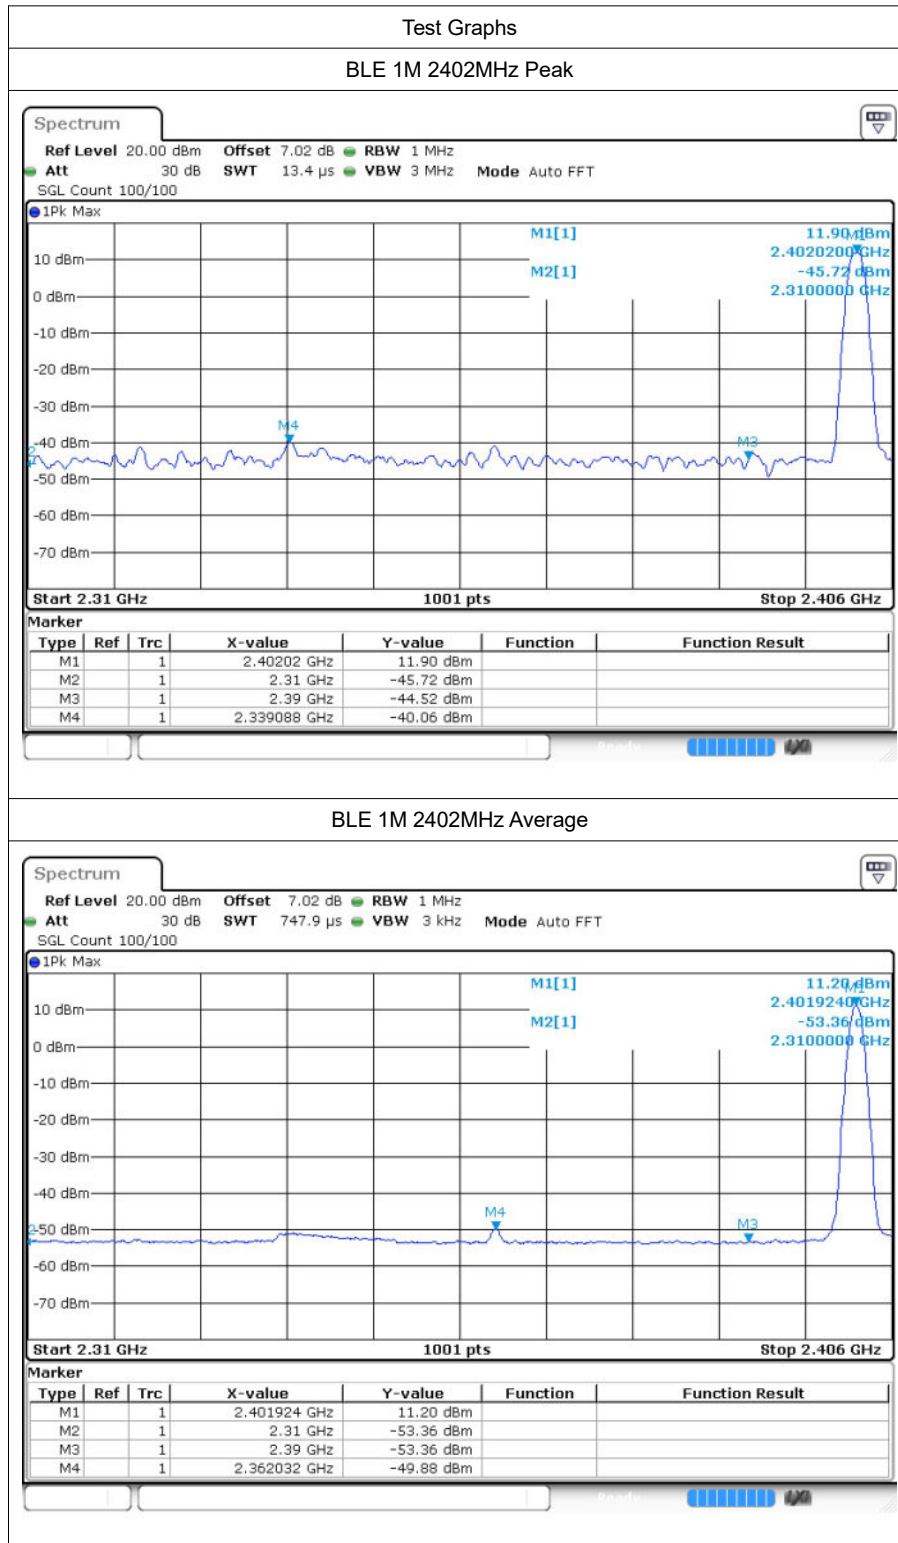 Test Graphs
BLE 1M 2402MHz Peak
Spectrum
Ref Level 20.00 dBm Offset 7.02 dB RBW 1 MHz
Att 30 dB SWT 13.4 µs VBW 3 MHz Mode Auto FFT
SGL Count 100/100
1Pk Max
M1[1] 11.90 dBm
M1
2.4020200 GHz
10 dBm
M2[1] -45.72 dBm
2.3100000 GHz
0 dBm
-10 dBm
-20 dBm
-30 dBm
M4
-40 dBm M3
-50 dBm
-60 dBm
-70 dBm
Start 2.31 GHz 1001 pts Stop 2.406 GHz
Marker
Type Ref Trc X-value Y-value Function Function Result
M1 1 2.40202 GHz 11.90 dBm
M2 1 2.31 GHz -45.72 dBm
M3 1 2.39 GHz -44.52 dBm
M4 1 2.339088 GHz -40.06 dBm
Ready
BLE 1M 2402MHz Average
Spectrum
Ref Level 20.00 dBm Offset 7.02 dB RBW 1 MHz
Att 30 dB SWT 747.9 µs VBW 3 kHz Mode Auto FFT
SGL Count 100/100
1Pk Max
M1[1] 11.20 dBm
M1
2.4019240 GHz
10 dBm
M2[1] -53.36 dBm
2.3100000 GHz
0 dBm
-10 dBm
-20 dBm
-30 dBm
-40 dBm
M4
-50 dBm M3
-60 dBm
-70 dBm
Start 2.31 GHz 1001 pts Stop 2.406 GHz
Marker
Type Ref Trc X-value Y-value Function Function Result
M1 1 2.401924 GHz 11.20 dBm
M2 1 2.31 GHz -53.36 dBm
M3 1 2.39 GHz -53.36 dBm
M4 1 2.362032 GHz -49.88 dBm
Ready